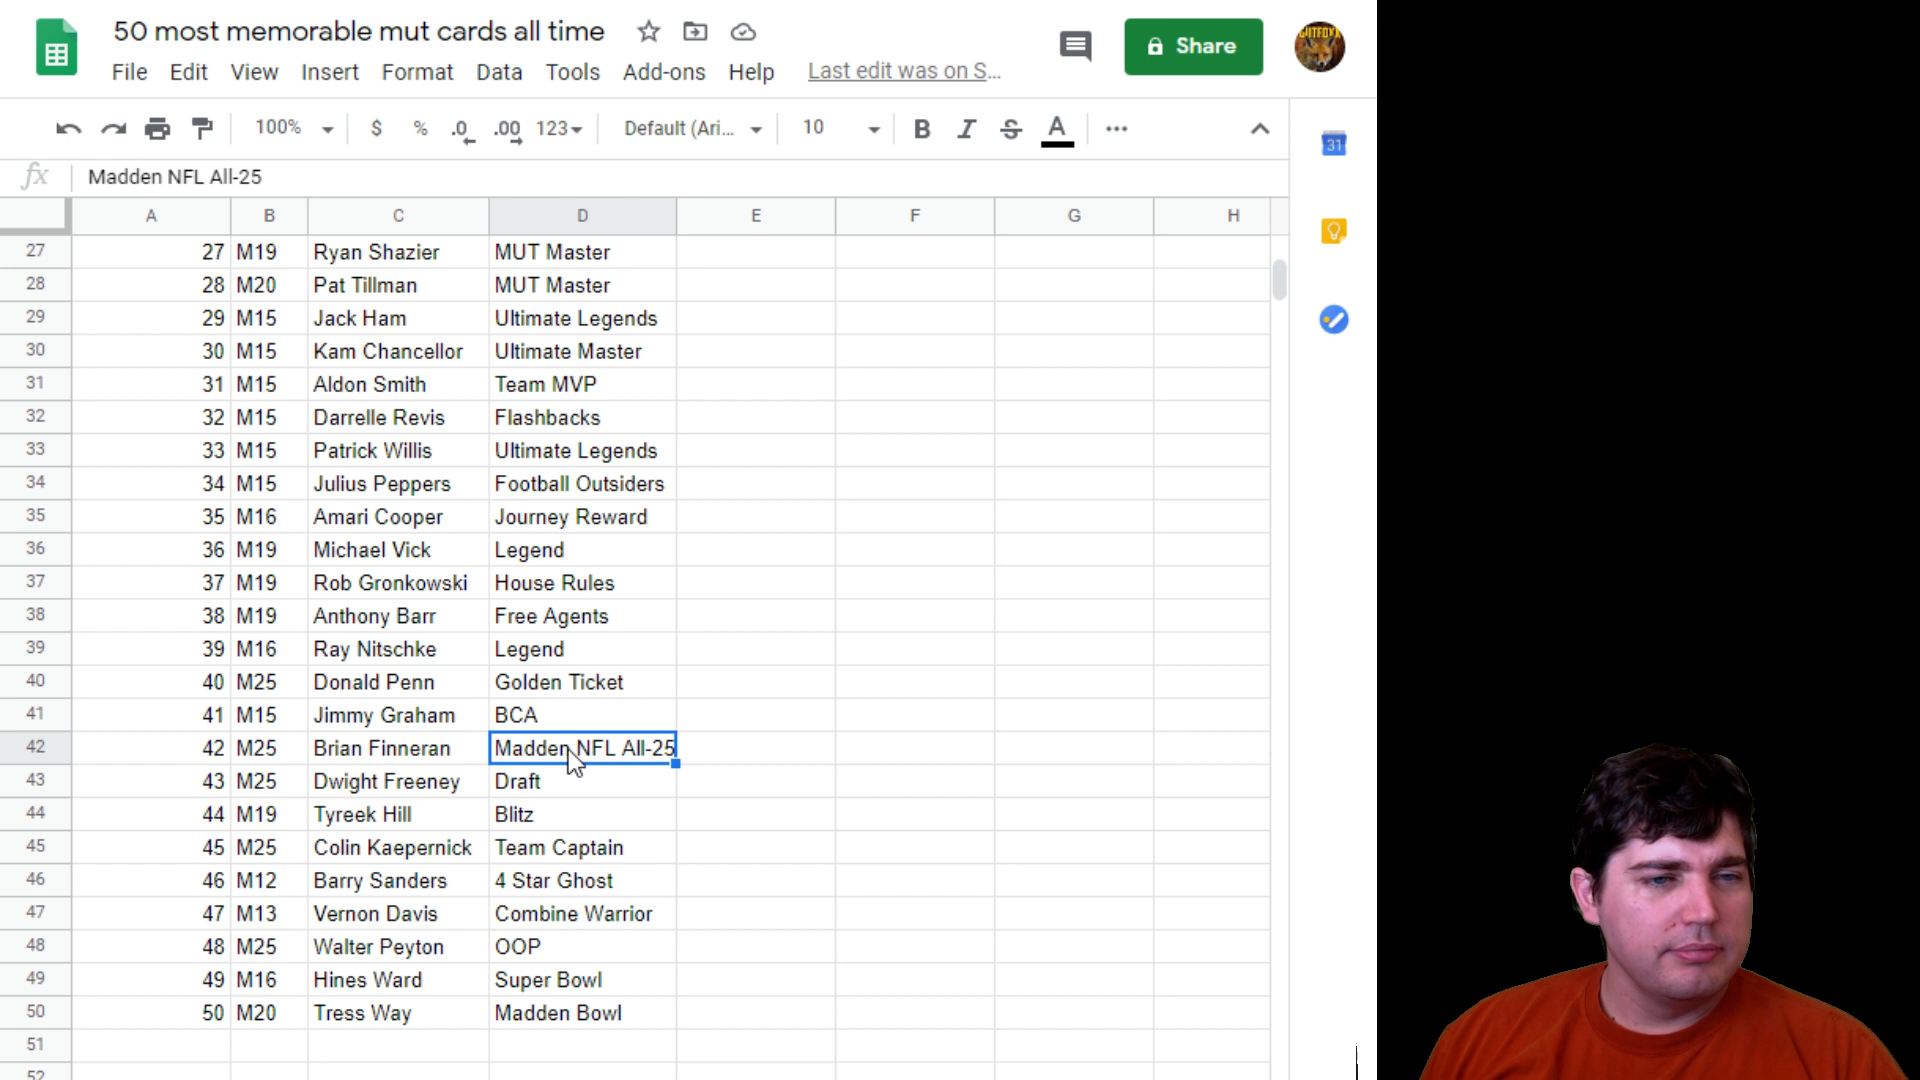 50 most memorable mut cards all time
Share
File Edit View Insert Format Data Tools Add-ons Help Last edit was on S...
100% $ % .0 .00 123 Default (Ari... 10 B I S A
fx Madden NFL All-25
A B C D E F G H
27 27 M19 Ryan Shazier MUT Master
28 28 M20 Pat Tillman MUT Master
29 29 M15 Jack Ham Ultimate Legends
30 30 M15 Kam Chancellor Ultimate Master
31 31 M15 Aldon Smith Team MVP
32 32 M15 Darrelle Revis Flashbacks
33 33 M15 Patrick Willis Ultimate Legends
34 34 M15 Julius Peppers Football Outsiders
35 35 M16 Amari Cooper Journey Reward
36 36 M19 Michael Vick Legend
37 37 M19 Rob Gronkowski House Rules
38 38 M19 Anthony Barr Free Agents
39 39 M16 Ray Nitschke Legend
40 40 M25 Donald Penn Golden Ticket
41 41 M15 Jimmy Graham BCA
42 42 M25 Brian Finneran Madden NFL All-25
43 43 M25 Dwight Freeney Draft
44 44 M19 Tyreek Hill Blitz
45 45 M25 Colin Kaepernick Team Captain
46 46 M12 Barry Sanders 4 Star Ghost
47 47 M13 Vernon Davis Combine Warrior
48 48 M25 Walter Peyton OOP
49 49 M16 Hines Ward Super Bowl
50 50 M20 Tress Way Madden Bowl
51
52
31